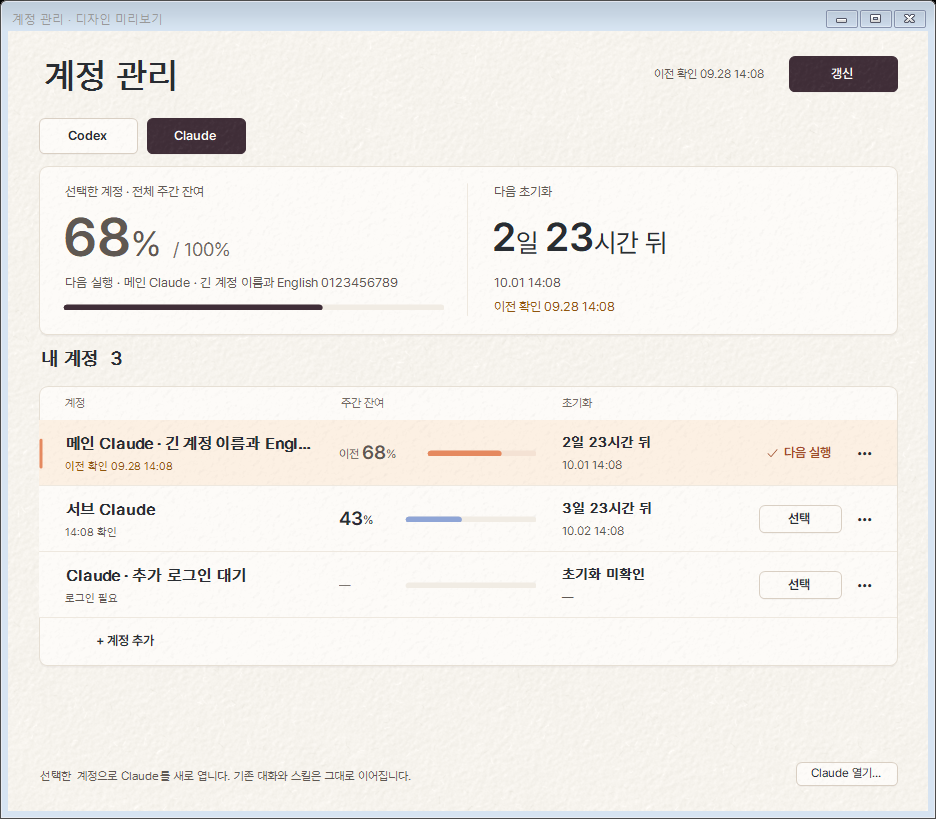 계정 관리 · 디자인 미리보기
계정 관리
이전 확인 09.28 14:08
갱신
Codex
Claude
선택한 계정 · 전체 주간 잔여
68% / 100%
다음 실행 · 메인 Claude · 긴 계정 이름과 English 0123456789
다음 초기화
2일 23시간 뒤
10.01 14:08
이전 확인 09.28 14:08
내 계정 3
계정
주간 잔여
초기화
메인 Claude · 긴 계정 이름과 Engl...
이전 확인 09.28 14:08
이전 68%
2일 23시간 뒤
10.01 14:08
✓ 다음 실행
•••
서브 Claude
14:08 확인
43%
3일 23시간 뒤
10.02 14:08
선택
•••
Claude · 추가 로그인 대기
로그인 필요
—
초기화 미확인
—
선택
•••
+ 계정 추가
선택한 계정으로 Claude를 새로 엽니다. 기존 대화와 스킬은 그대로 이어집니다.
Claude 열기...